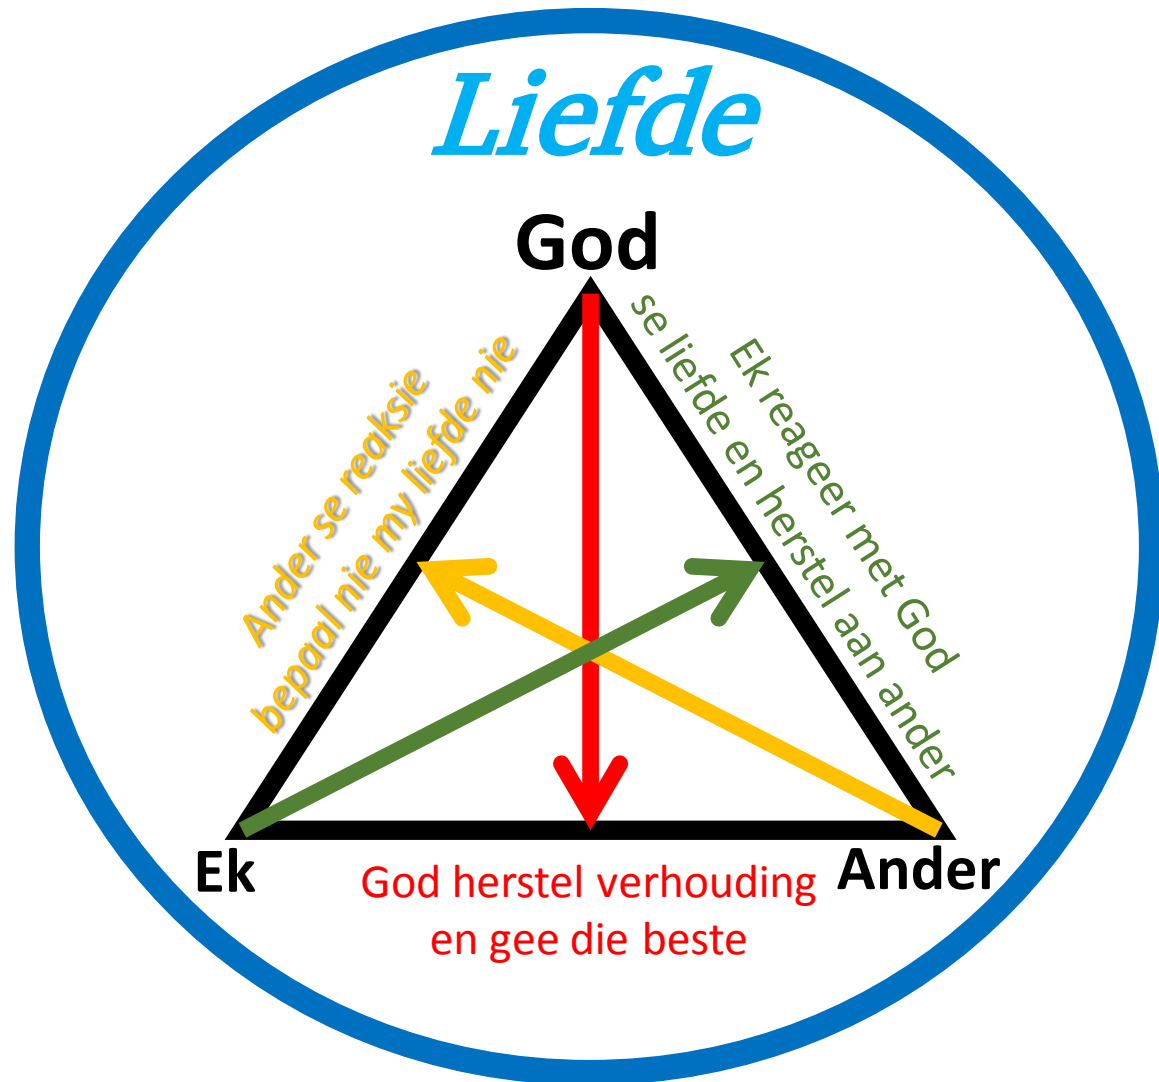 Liefde
God
Ander se reaksie
bepaal nie my liefde nie
Ek reageer met God
se liefde en herstel aan ander
Ek
Ander
God herstel verhouding
en gee die beste